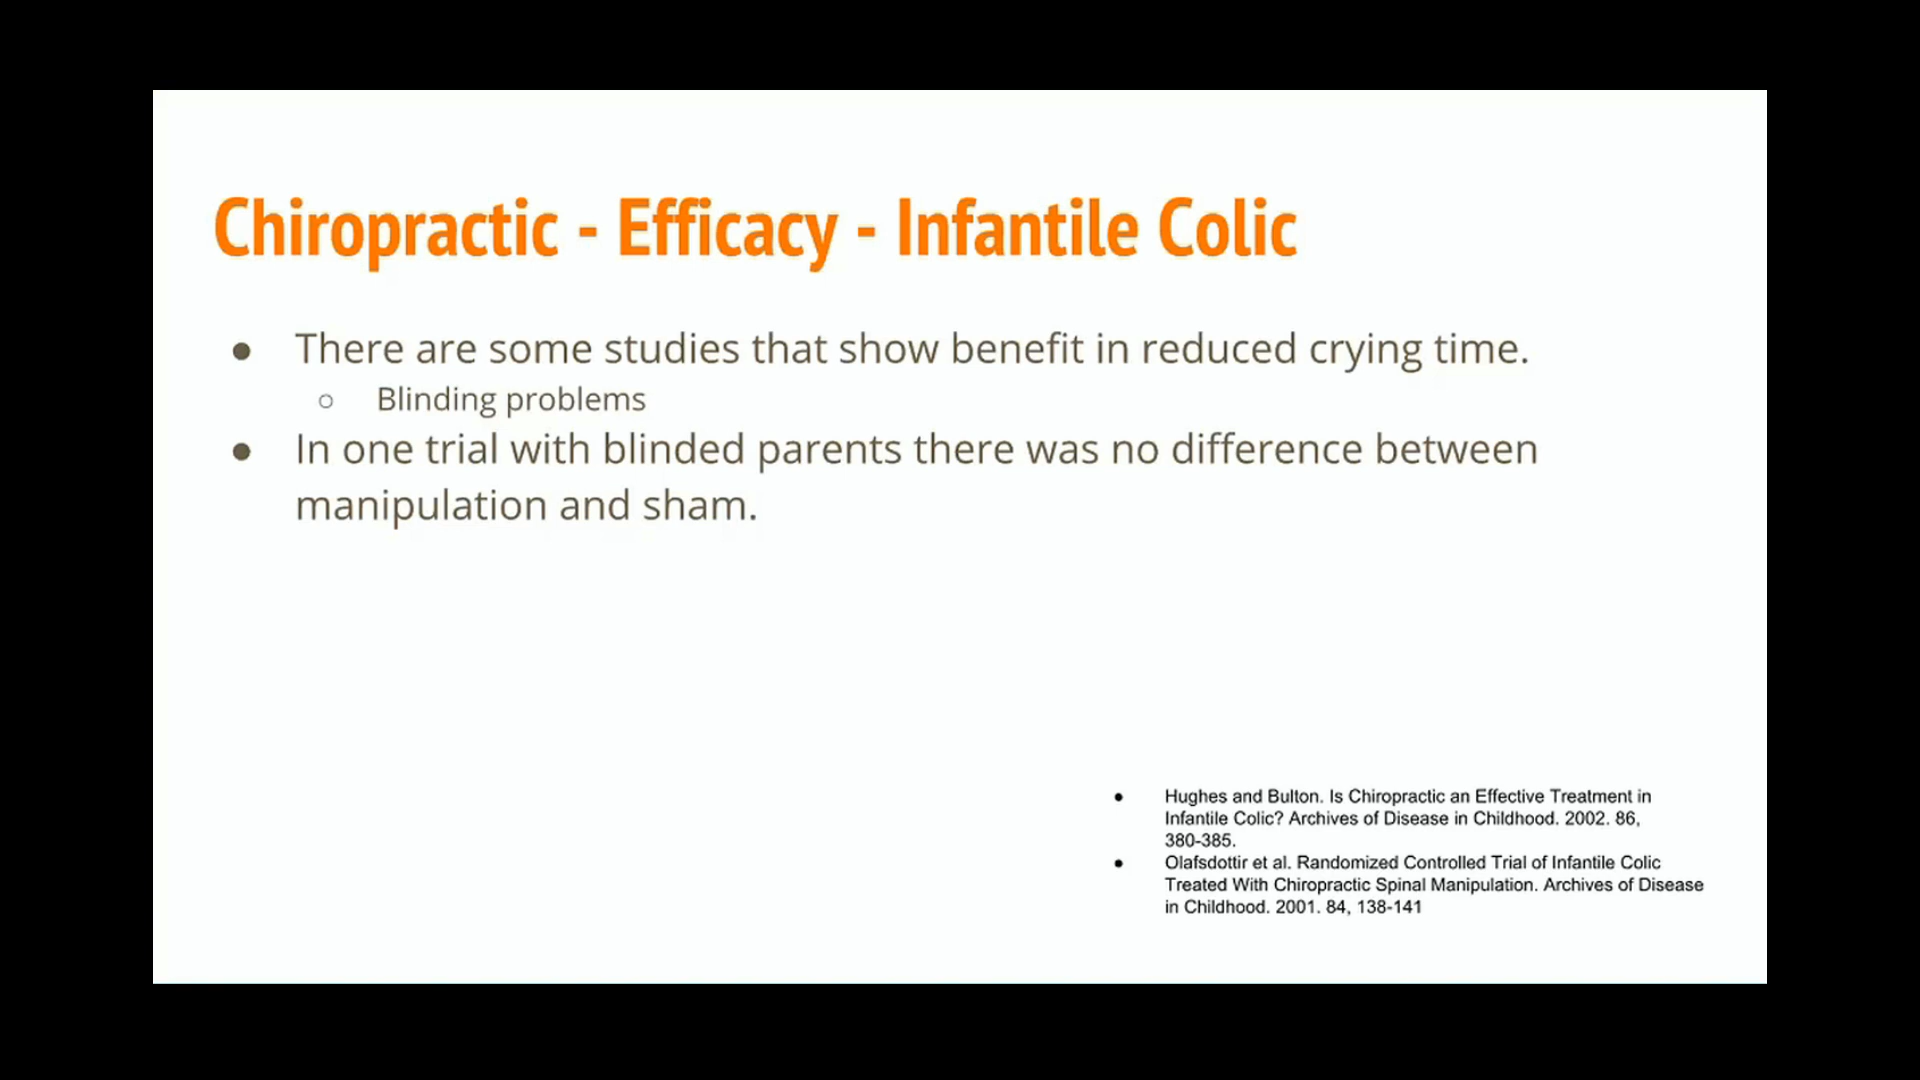 Chiropractic - Efficacy - Infantile Colic
● There are some studies that show benefit in reduced crying time.
○ Blinding problems
● In one trial with blinded parents there was no difference between
manipulation and sham.
● Hughes and Bulton. Is Chiropractic an Effective Treatment in
Infantile Colic? Archives of Disease in Childhood. 2002. 86,
380-385.
● Olafsdottir et al. Randomized Controlled Trial of Infantile Colic
Treated With Chiropractic Spinal Manipulation. Archives of Disease
in Childhood. 2001. 84, 138-141